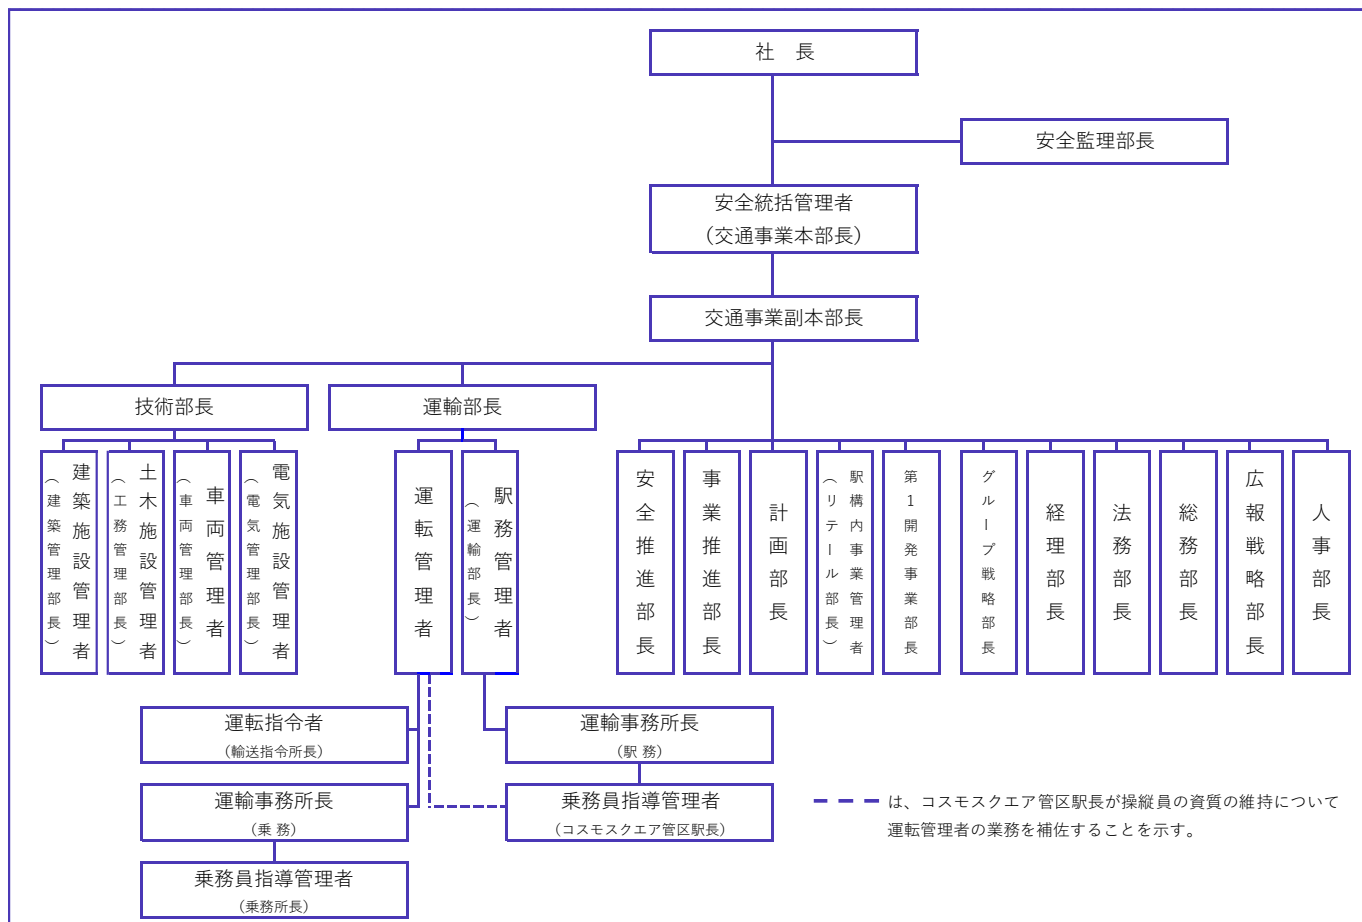 社　長
安全監理部長
安全統括管理者
（交通事業本部長）
交通事業副本部長
技術部長
運輸部長
建築施設管理者
（建築管理部長）
土木施設管理者
（工務管理部長）
車両管理者
（車両管理部長）
電気施設管理者
（電気管理部長）
運転管理者
駅務管理者
（運輸部長）
安全推進部長
事業推進部長
計画部長
駅構内事業管理者
（リテール部長）
第1開発事業部長
グループ戦略部長
経理部長
法務部長
総務部長
広報戦略部長
人事部長
運転指令者
（輸送指令所長）
運輸事務所長
（駅 務）
運輸事務所長
（乗 務）
乗務員指導管理者
（コスモスクエア管区駅長）
乗務員指導管理者
（乗務所長）
は、コスモスクエア管区駅長が操縦員の資質の維持について
運転管理者の業務を補佐することを示す。